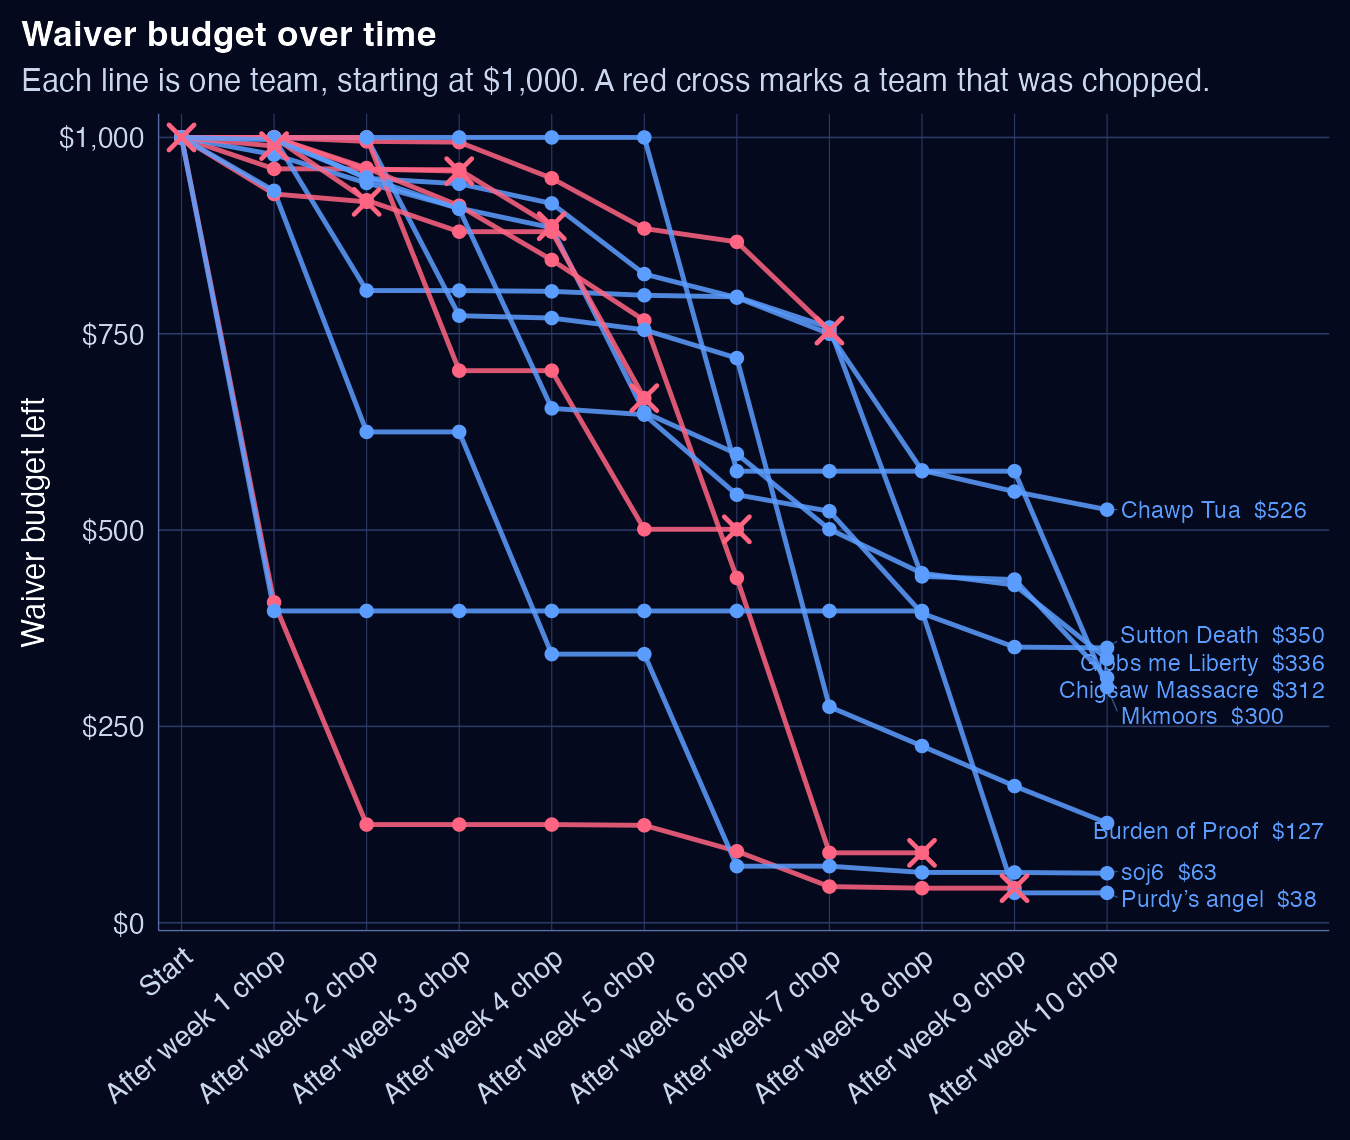 Waiver budget over time
Each line is one team, starting at $1,000. A red cross marks a team that was chopped.
Waiver budget left
$1,000
$750
$500
$250
$0
Chawp Tua $526
Sutton Death $350
Gibbs me Liberty $336
Chigsaw Massacre $312
Mkmoors $300
Burden of Proof $127
soj6 $63
Purdy’s angel $38
Start
After week 1 chop
After week 2 chop
After week 3 chop
After week 4 chop
After week 5 chop
After week 6 chop
After week 7 chop
After week 8 chop
After week 9 chop
After week 10 chop